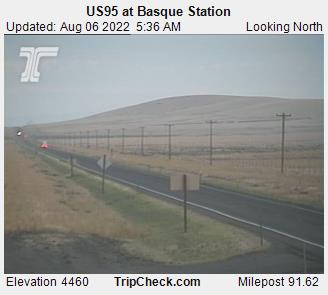 US95 at Basque Station
Updated: Aug 06 2022 5:36 AM Looking North
Elevation 4460 TripCheck.com Milepost 91.62